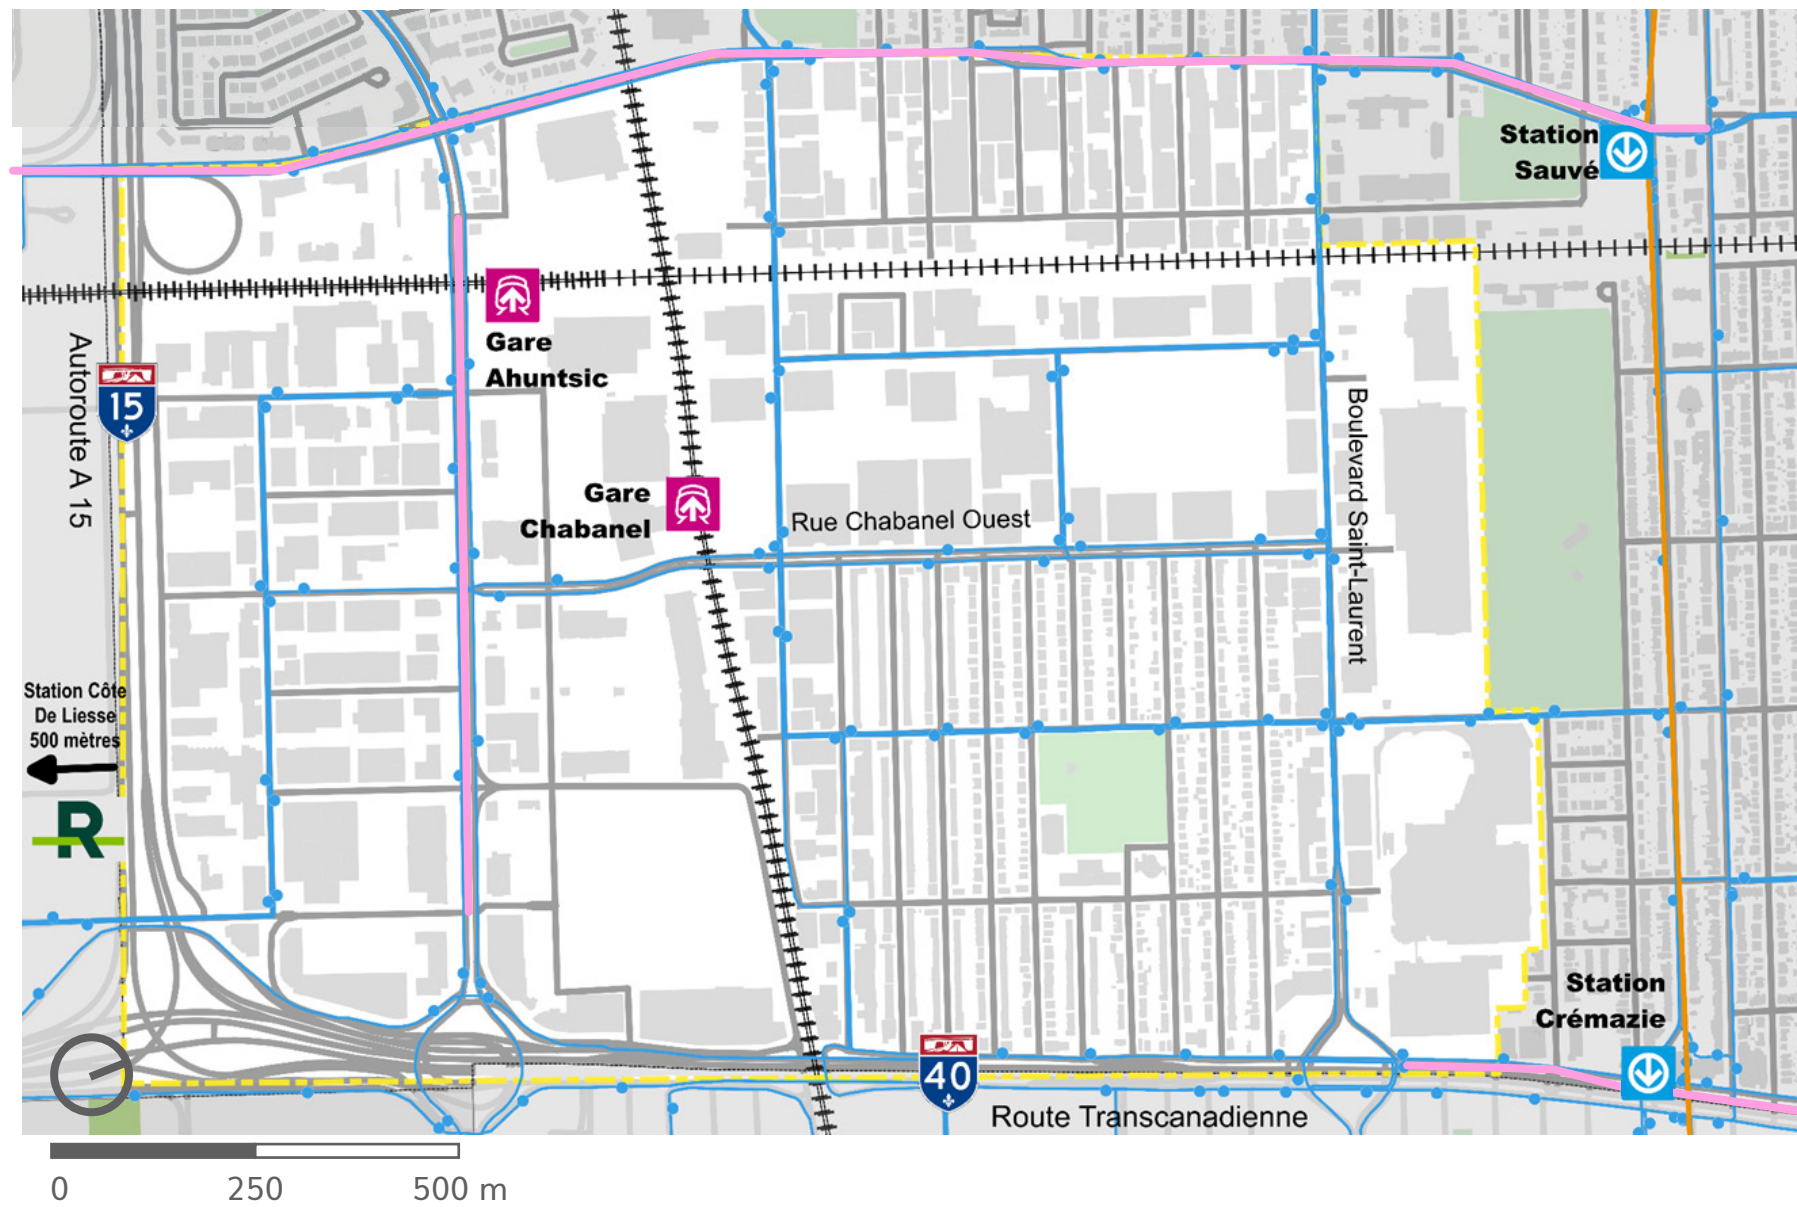 Station
Sauvé
Gare
Ahuntsic
Autoroute A 15
15
Gare
Chabanel
Rue Chabanel Ouest
Boulevard Saint-Laurent
Station Côte
De Liesse
500 mètres
R
Station
Crémazie
40
Route Transcanadienne
0 250 500 m